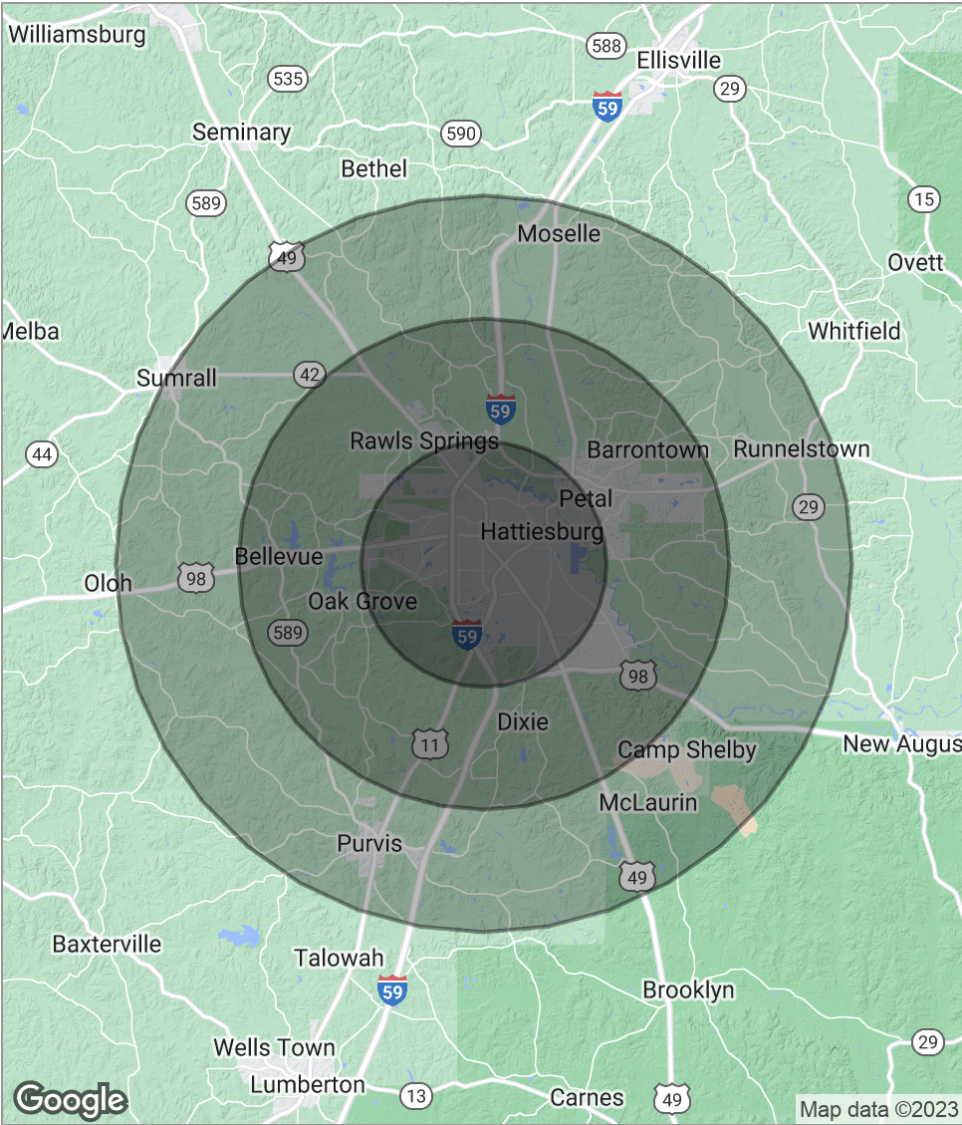 Williamsburg
588
Ellisville
535
29
59
Seminary
590
Bethel
589
15
Moselle
49
Ovett
Melba
Whitfield
Sumrall
42
59
Rawls Springs
Barrontown
Runnelstown
44
Petal
29
Hattiesburg
Bellevue
98
Oloh
Oak Grove
589
59
98
Dixie
11
Camp Shelby
New Augus
McLaurin
Purvis
49
Baxterville
Talowah
59
Brooklyn
Wells Town
29
Lumberton
13
Carnes
49
Google
Map data ©2023